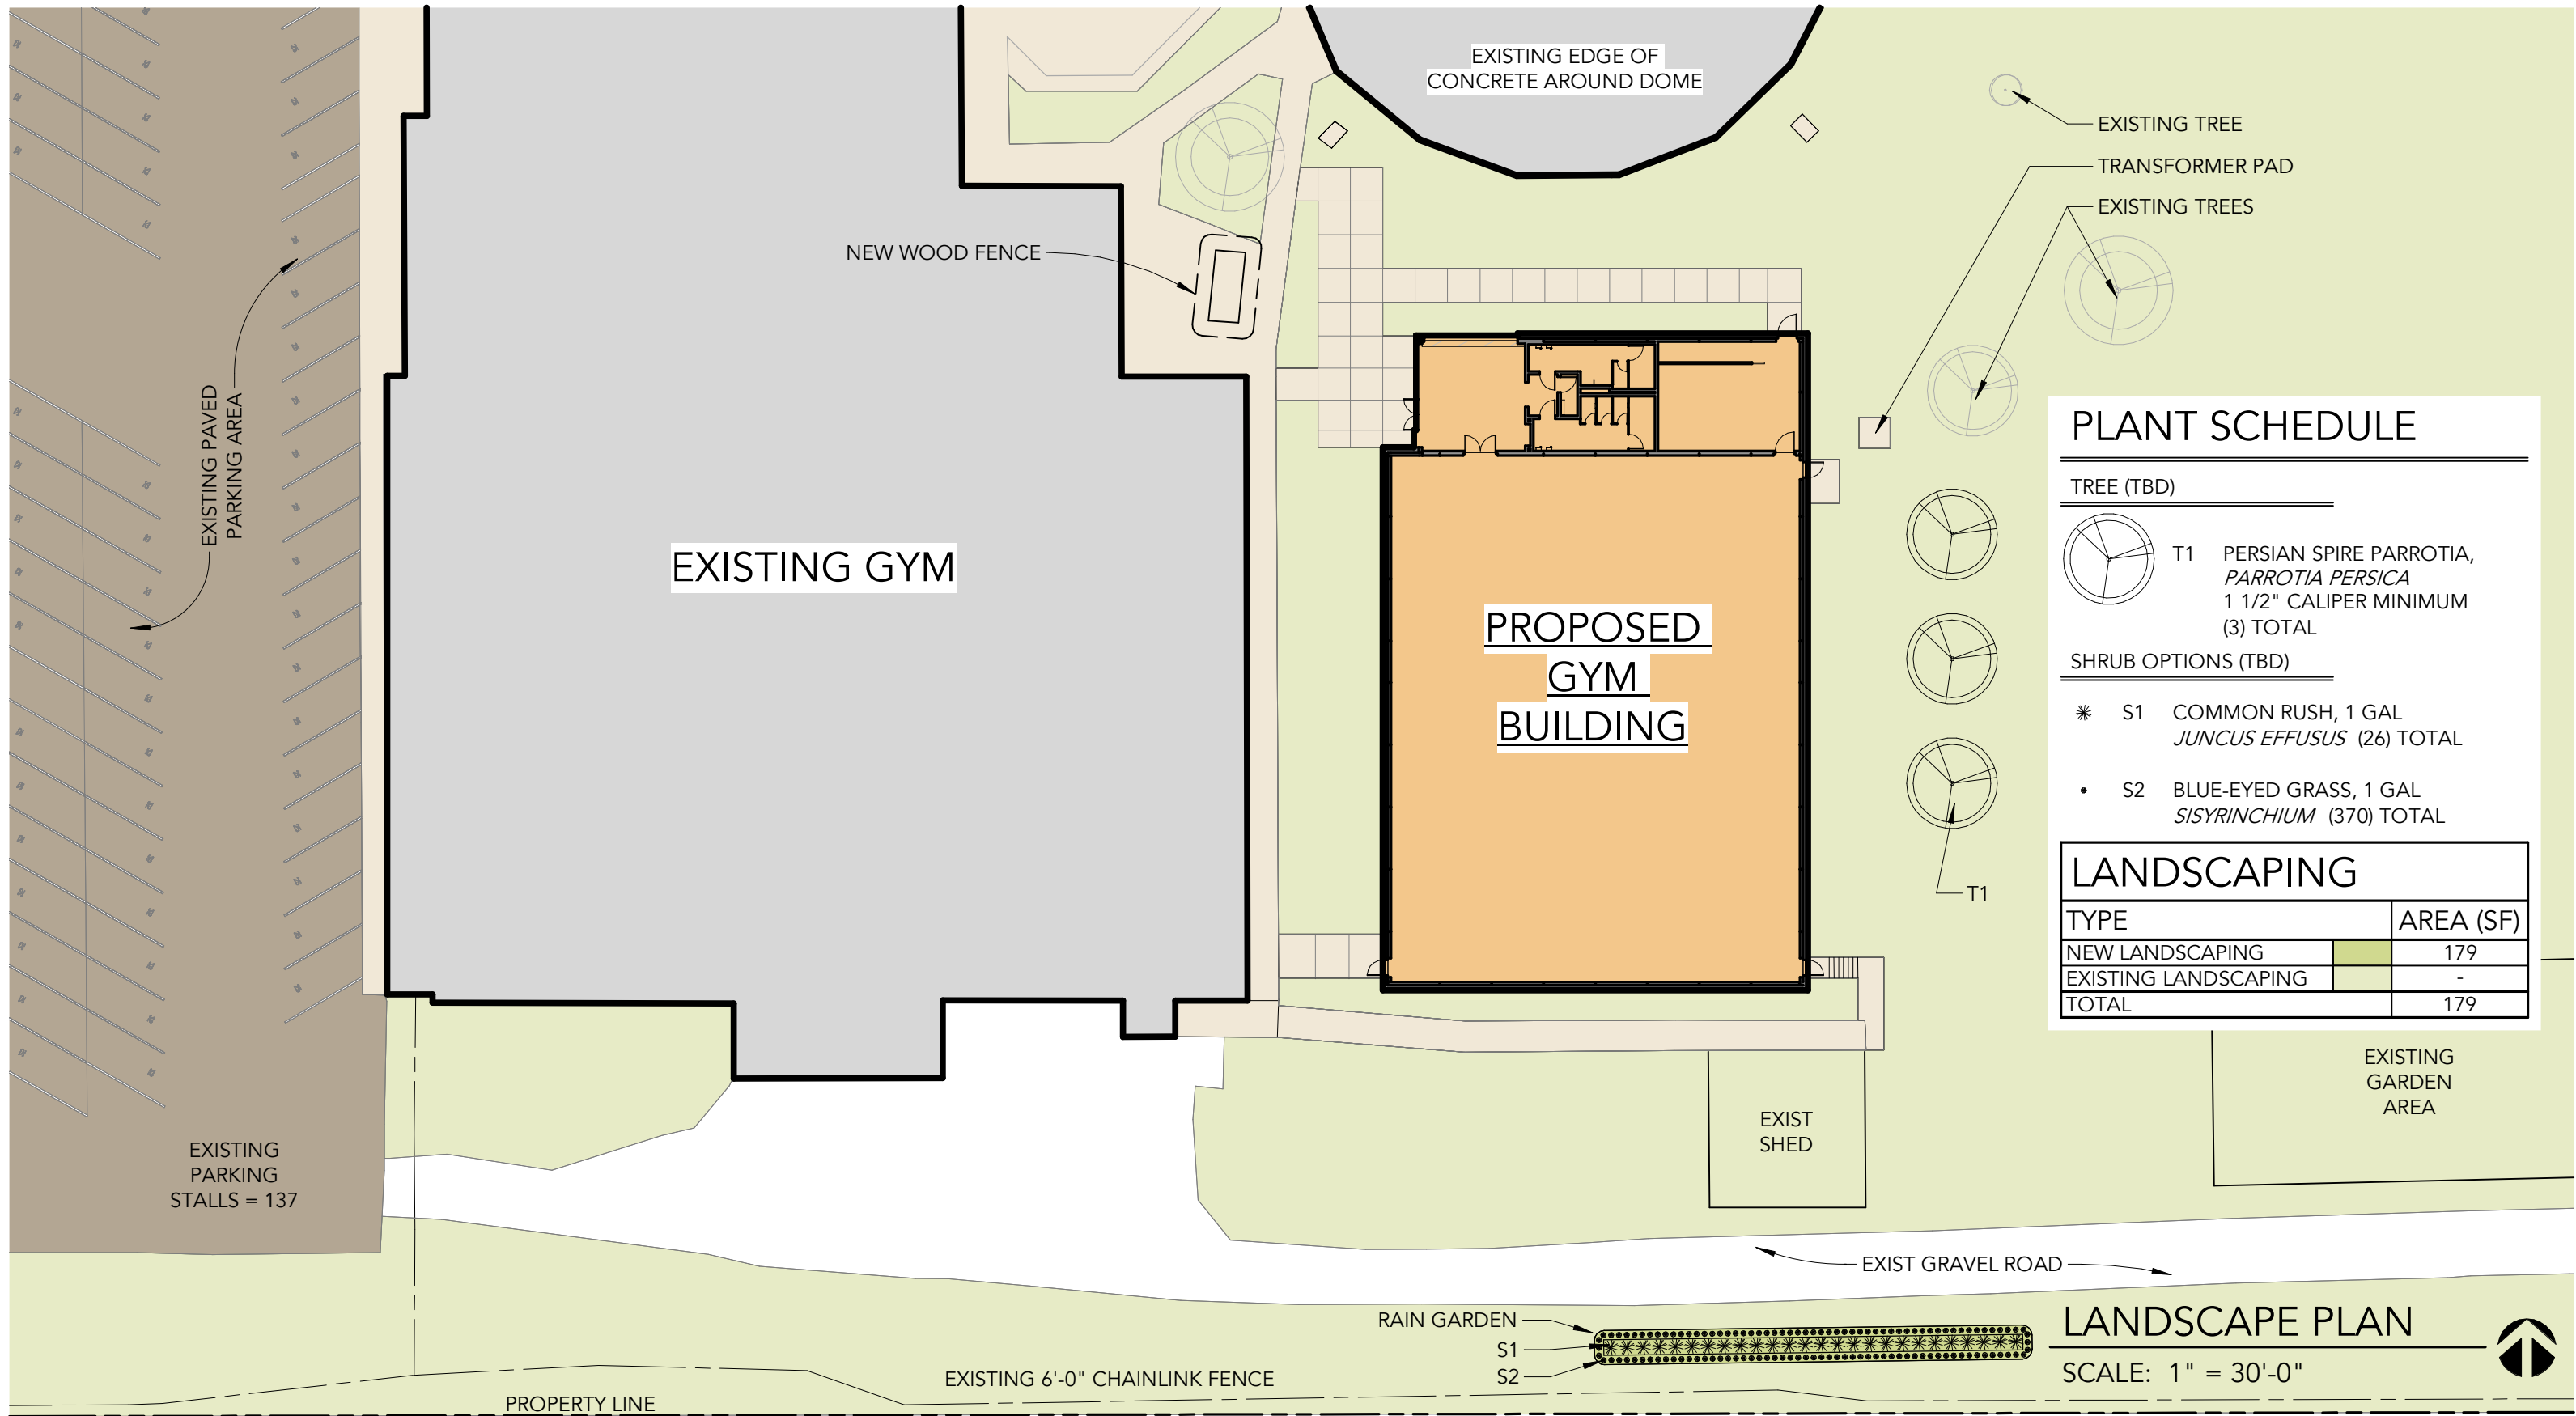 EXISTING EDGE OF
CONCRETE AROUND DOME
EXISTING TREE
TRANSFORMER PAD
EXISTING TREES
NEW WOOD FENCE
EXISTING PAVED
PARKING AREA
EXISTING GYM
PROPOSED
GYM
BUILDING
T1
PLANT SCHEDULE
TREE (TBD)
T1 PERSIAN SPIRE PARROTIA,
PARROTIA PERSICA
1 1/2" CALIPER MINIMUM
(3) TOTAL
SHRUB OPTIONS (TBD)
S1 COMMON RUSH, 1 GAL
JUNCUS EFFUSUS (26) TOTAL
S2 BLUE-EYED GRASS, 1 GAL
SISYRINCHIUM (370) TOTAL
LANDSCAPING
TYPE AREA (SF)
NEW LANDSCAPING 179
EXISTING LANDSCAPING -
TOTAL 179
EXISTING
GARDEN
AREA
EXIST
SHED
EXISTING
PARKING
STALLS = 137
EXIST GRAVEL ROAD
RAIN GARDEN
S1
S2
EXISTING 6'-0" CHAINLINK FENCE
PROPERTY LINE
LANDSCAPE PLAN
SCALE: 1" = 30'-0"